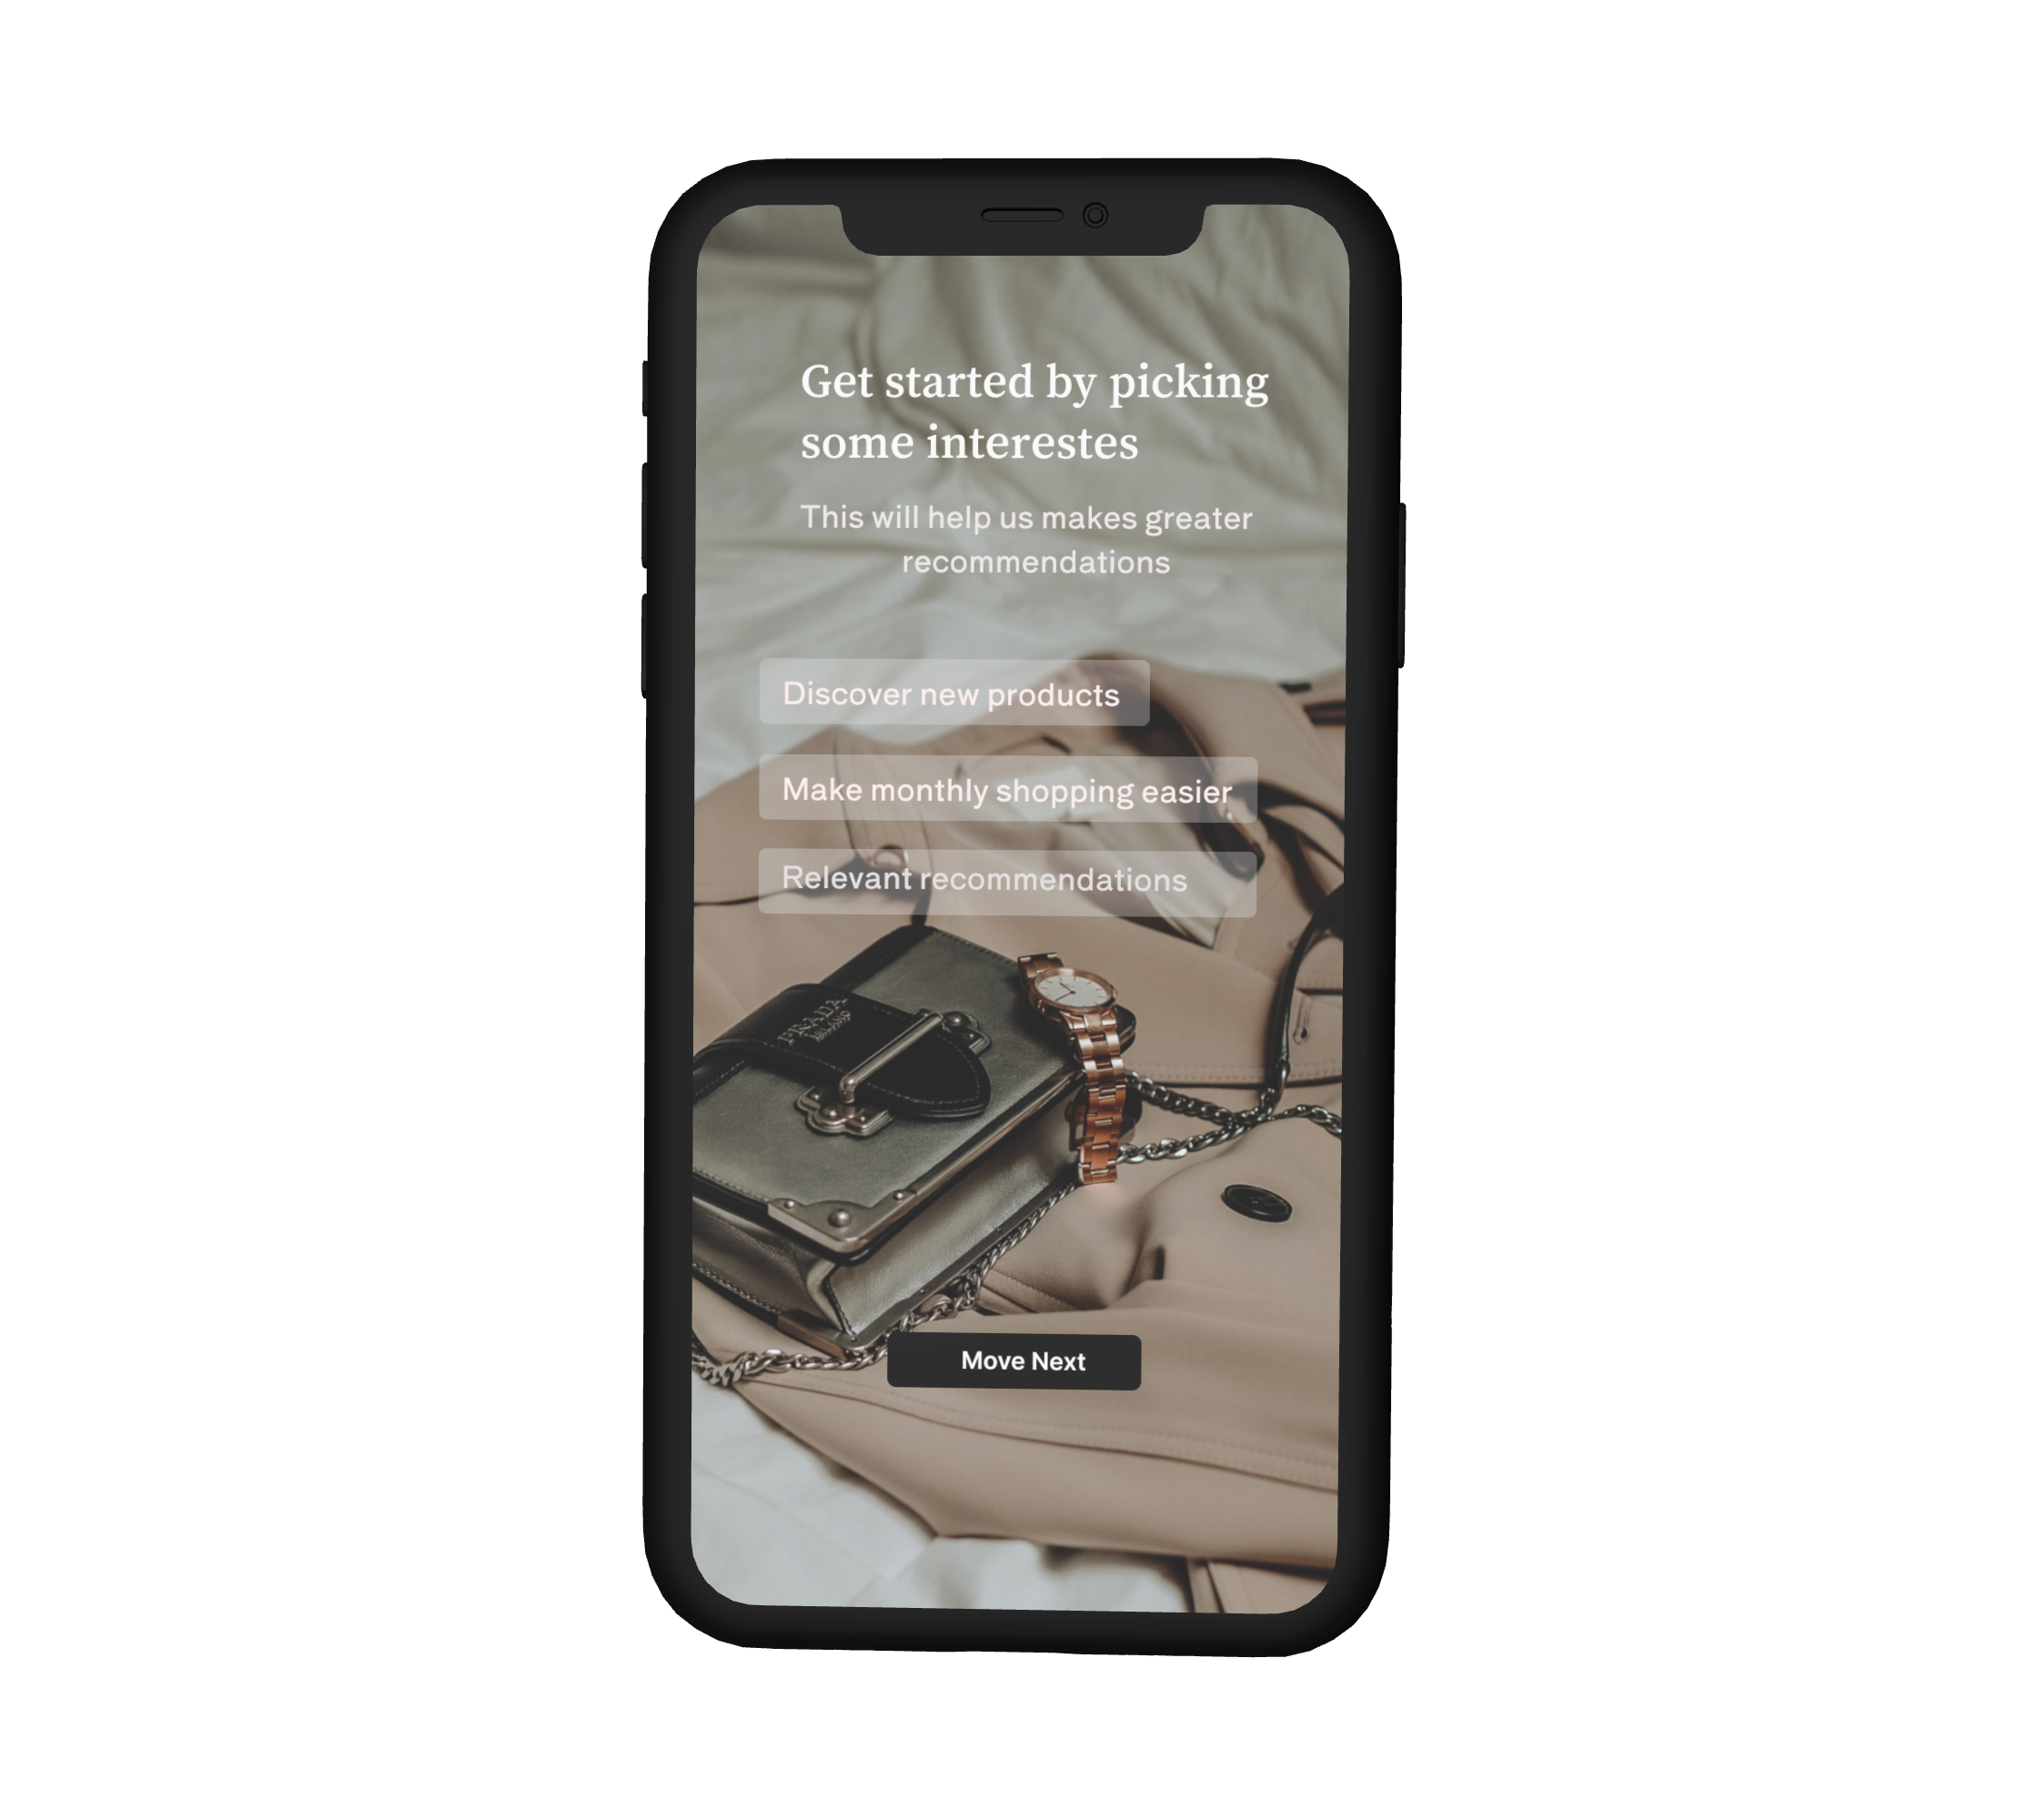 Get started by picking
some interestes
This will help us makes greater
recommendations
Discover new products
Make monthly shopping easier
Relevant recommendations
PRADA
MILANO
Move Next